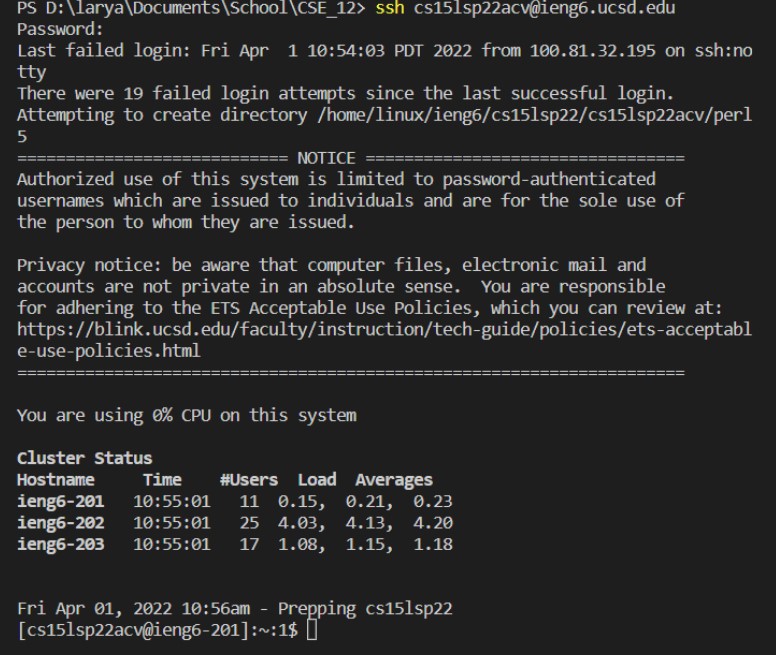 PS D:\larya\Documents\School\CSE_12> ssh cs15lsp22acv@ieng6.ucsd.edu
Password:
Last failed login: Fri Apr  1 10:54:03 PDT 2022 from 100.81.32.195 on ssh:no
tty
There were 19 failed login attempts since the last successful login.
Attempting to create directory /home/linux/ieng6/cs15lsp22/cs15lsp22acv/perl
5
============================ NOTICE =================================
Authorized use of this system is limited to password-authenticated
usernames which are issued to individuals and are for the sole use of
the person to whom they are issued.
Privacy notice: be aware that computer files, electronic mail and
accounts are not private in an absolute sense.  You are responsible
for adhering to the ETS Acceptable Use Policies, which you can review at:
https://blink.ucsd.edu/faculty/instruction/tech-guide/policies/ets-acceptabl
e-use-policies.html
=====================================================================
You are using 0% CPU on this system
Cluster Status
Hostname     Time    #Users  Load  Averages
ieng6-201   10:55:01   11  0.15,  0.21,  0.23
ieng6-202   10:55:01   25  4.03,  4.13,  4.20
ieng6-203   10:55:01   17  1.08,  1.15,  1.18
Fri Apr 01, 2022 10:56am - Prepping cs15lsp22
[cs15lsp22acv@ieng6-201]:~:1$